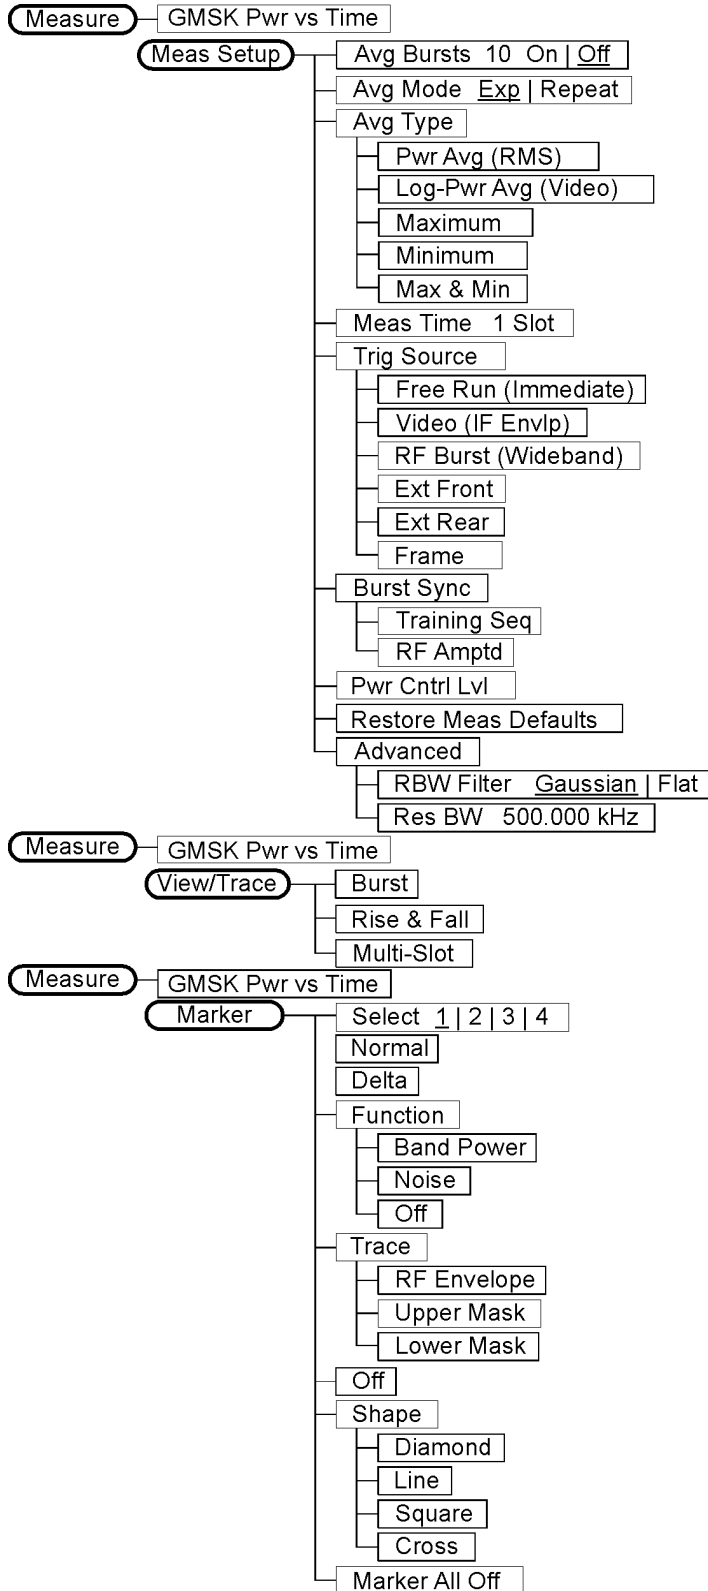 Measure GMSK Pwr vs Time
Meas Setup Avg Bursts 10 On | Off
Avg Mode Exp | Repeat
Avg Type
Pwr Avg (RMS)
Log-Pwr Avg (Video)
Maximum
Minimum
Max & Min
Meas Time 1 Slot
Trig Source
Free Run (Immediate)
Video (IF Envlp)
RF Burst (Wideband)
Ext Front
Ext Rear
Frame
Burst Sync
Training Seq
RF Amptd
Pwr Cntrl Lvl
Restore Meas Defaults
Advanced
RBW Filter Gaussian | Flat
Res BW 500.000 kHz
Measure GMSK Pwr vs Time
View/Trace Burst
Rise & Fall
Multi-Slot
Measure GMSK Pwr vs Time
Marker Select 1 | 2 | 3 | 4
Normal
Delta
Function
Band Power
Noise
Off
Trace
RF Envelope
Upper Mask
Lower Mask
Off
Shape
Diamond
Line
Square
Cross
Marker All Off